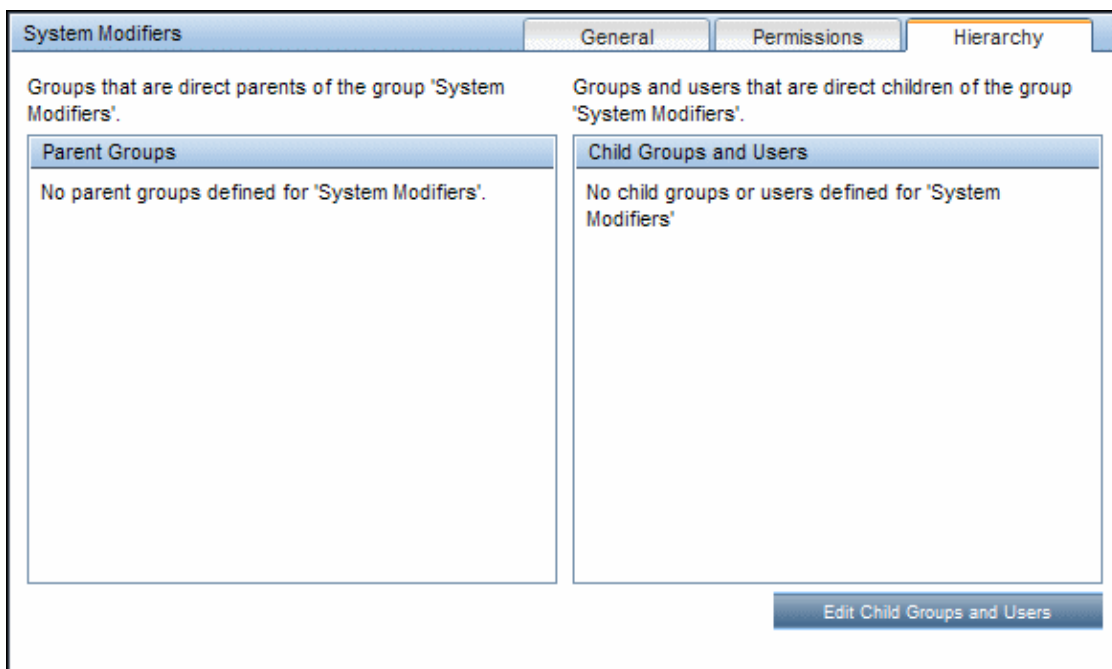 System Modifiers
General
Permissions
Hierarchy
Groups that are direct parents of the group 'System
Modifiers'.
Parent Groups
No parent groups defined for 'System Modifiers'.
Groups and users that are direct children of the group
'System Modifiers'.
Child Groups and Users
No child groups or users defined for 'System
Modifiers'
Edit Child Groups and Users